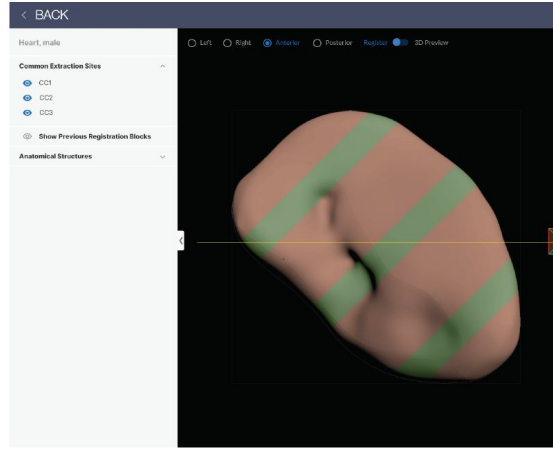 < BACK
Heart, male
Left Right Anterior Posterior Register 3D Preview
Common Extraction Sites
CC1
CC2
CC3
Show Previous Registration Blocks
Anatomical Structures